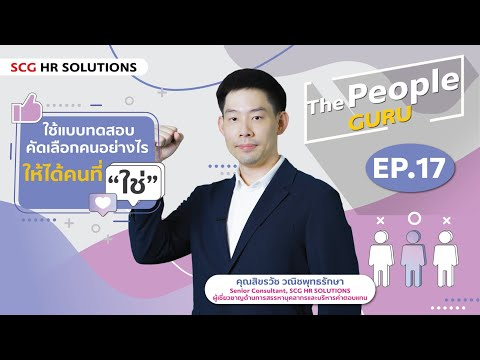 SCG HR SOLUTIONS
ใช้แบบทดสอบ
คัดเลือกคนอย่างไร
ให้ได้คนที่ “ใช่”
The People
GURU
EP.17
คุณสิขรวัช วณิชพุทธรักษา
Senior Consultant, SCG HR SOLUTIONS
ผู้เชี่ยวชาญด้านการสรรหาบุคลากรและบริหารค่าตอบแทน